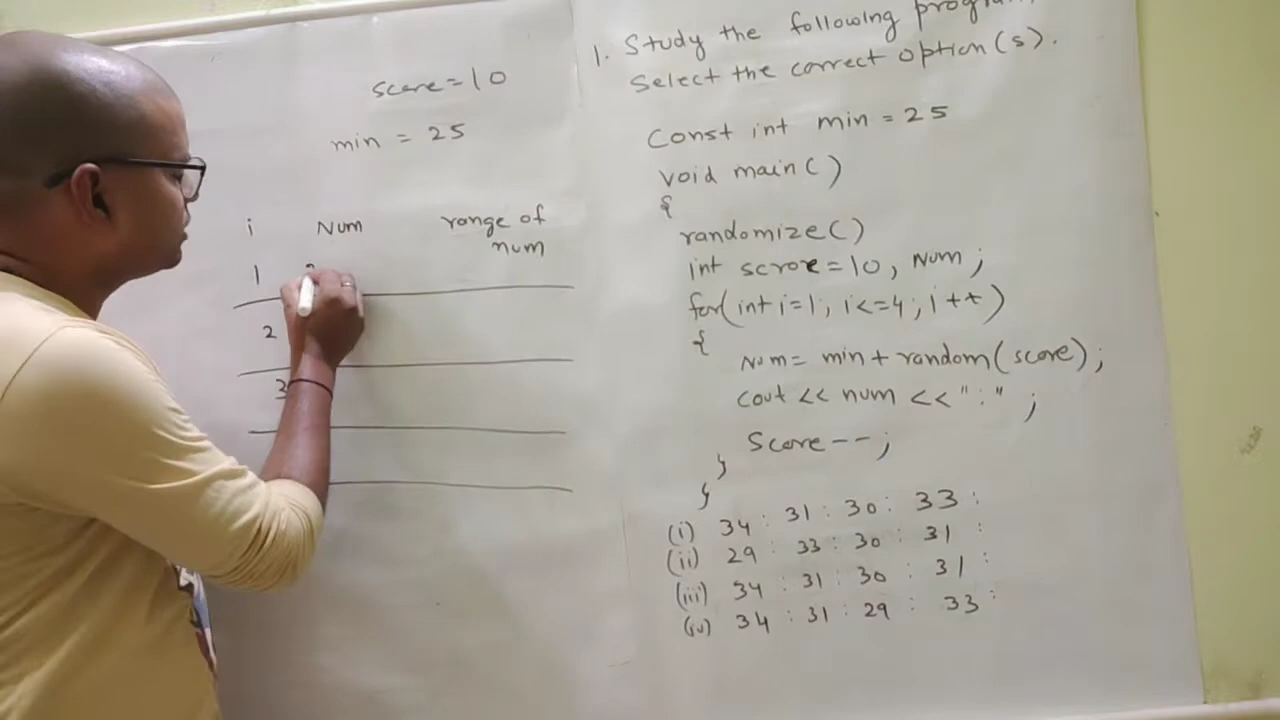 score=10
min = 25
i Num range of
num
1
2
3
1. Study the following program
Select the correct option(s).
Const int min = 25
void main()
{
randomize()
int scroe=10, Num;
for(int i=1; i<=4; i++)
{
Num= min + random(score);
cout << num << ":" ;
Score--;
}
}
(i) 34 : 31 : 30 : 33 :
(ii) 29 : 33 : 30 : 31 :
(iii) 34 : 31 : 30 : 31 :
(iv) 34 : 31 : 29 : 33 :